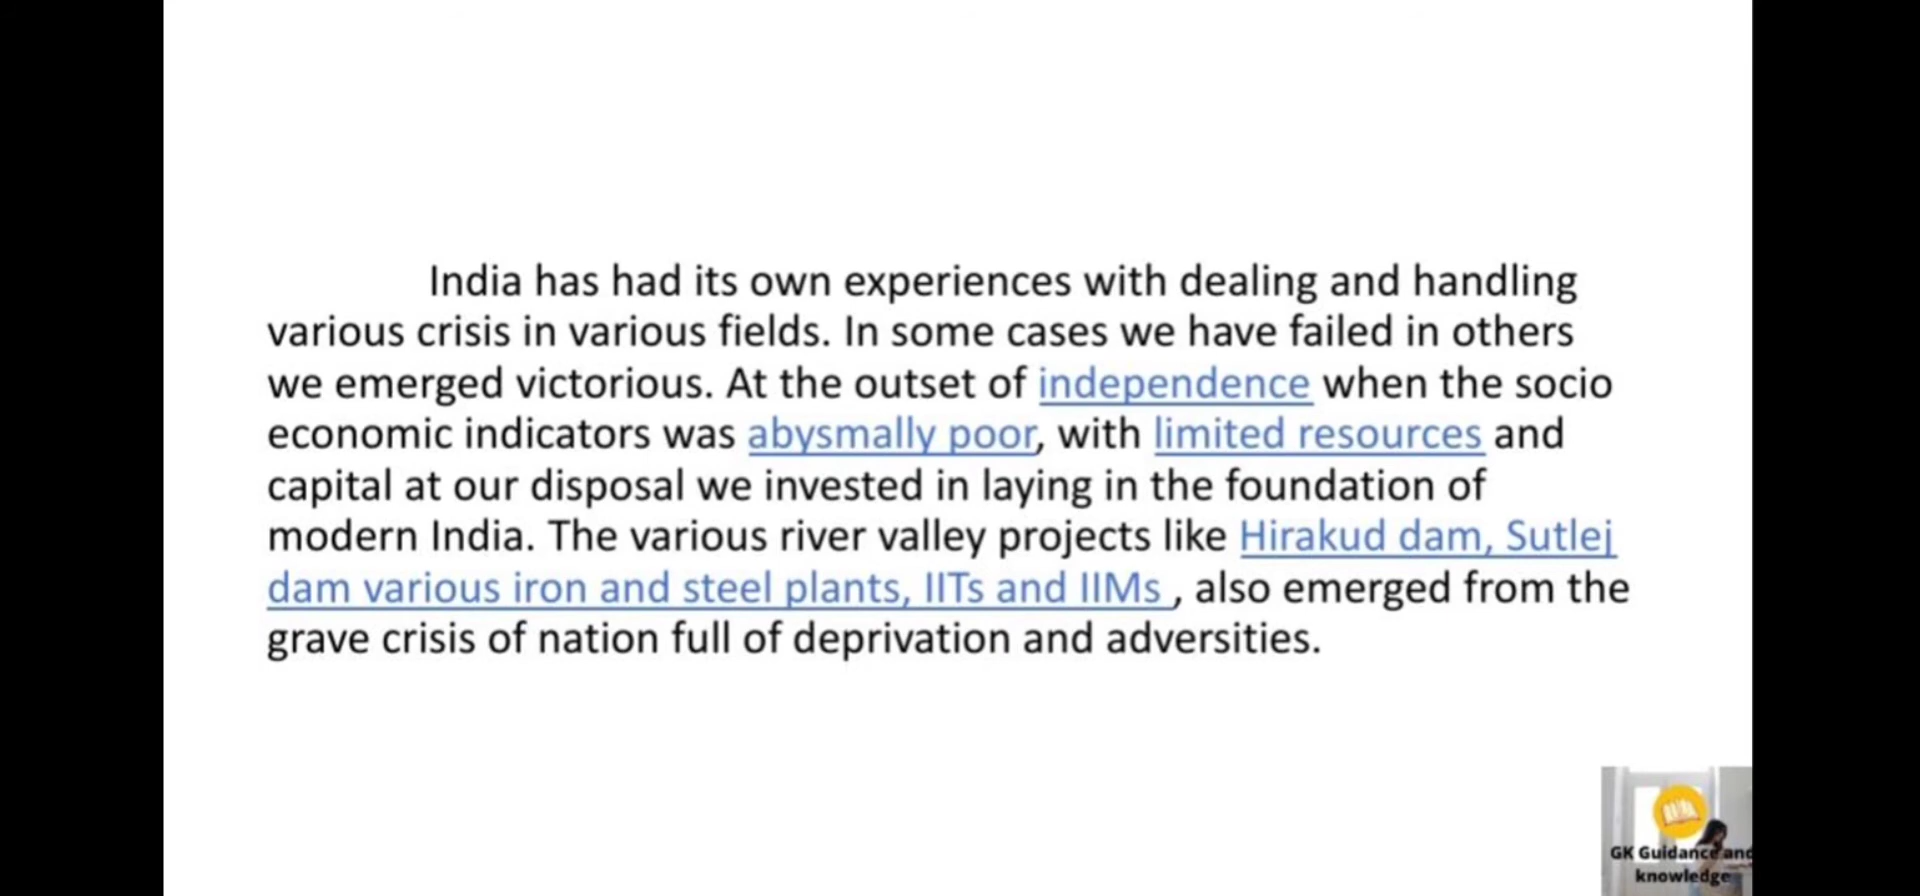 India has had its own experiences with dealing and handling
various crisis in various fields. In some cases we have failed in others
we emerged victorious. At the outset of independence when the socio
economic indicators was abysmally poor, with limited resources and
capital at our disposal we invested in laying in the foundation of
modern India. The various river valley projects like Hirakud dam, Sutlej
dam various iron and steel plants, IITs and IIMs , also emerged from the
grave crisis of nation full of deprivation and adversities.
GK Guidance and
knowledge